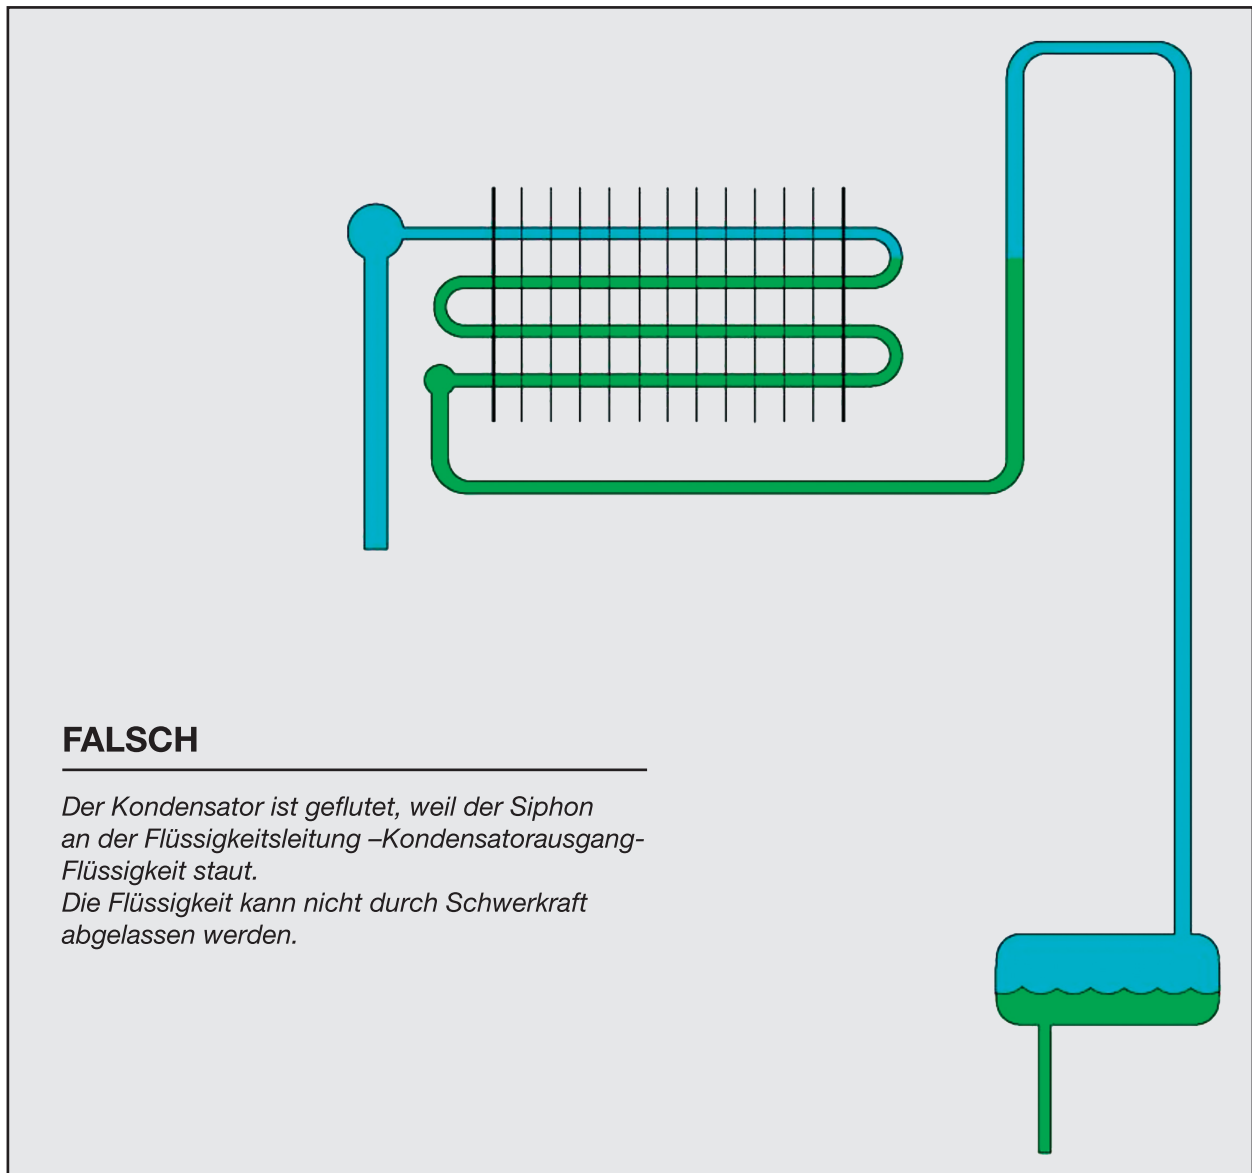 FALSCH
Der Kondensator ist geflutet, weil der Siphon
an der Flüssigkeitsleitung –Kondensatorausgang-
Flüssigkeit staut.
Die Flüssigkeit kann nicht durch Schwerkraft
abgelassen werden.